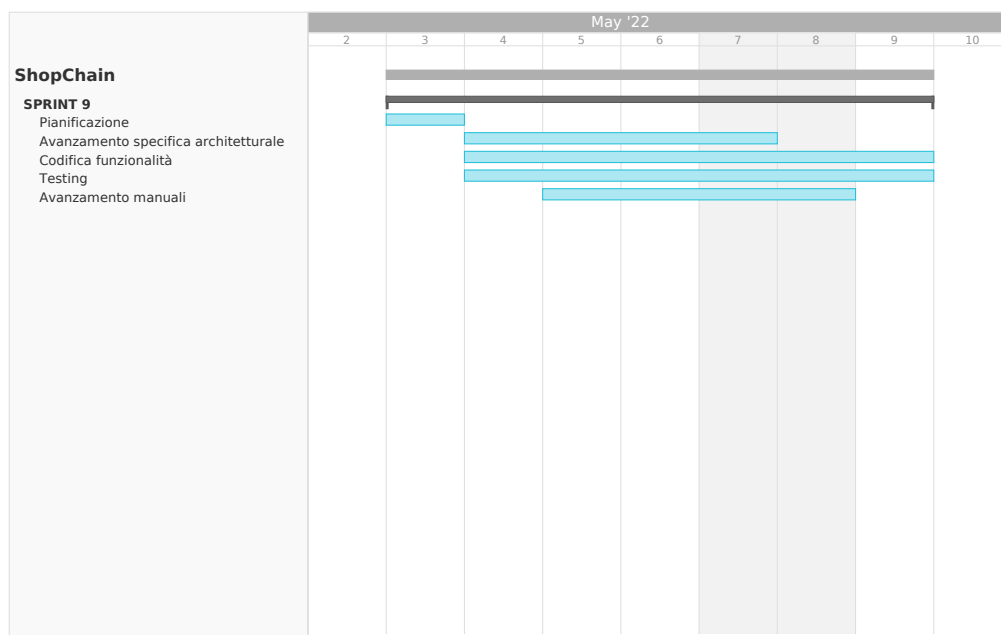 May '22
2 3 4 5 6 7 8 9 10
ShopChain
SPRINT 9
Pianificazione
Avanzamento specifica architetturale
Codifica funzionalità
Testing
Avanzamento manuali